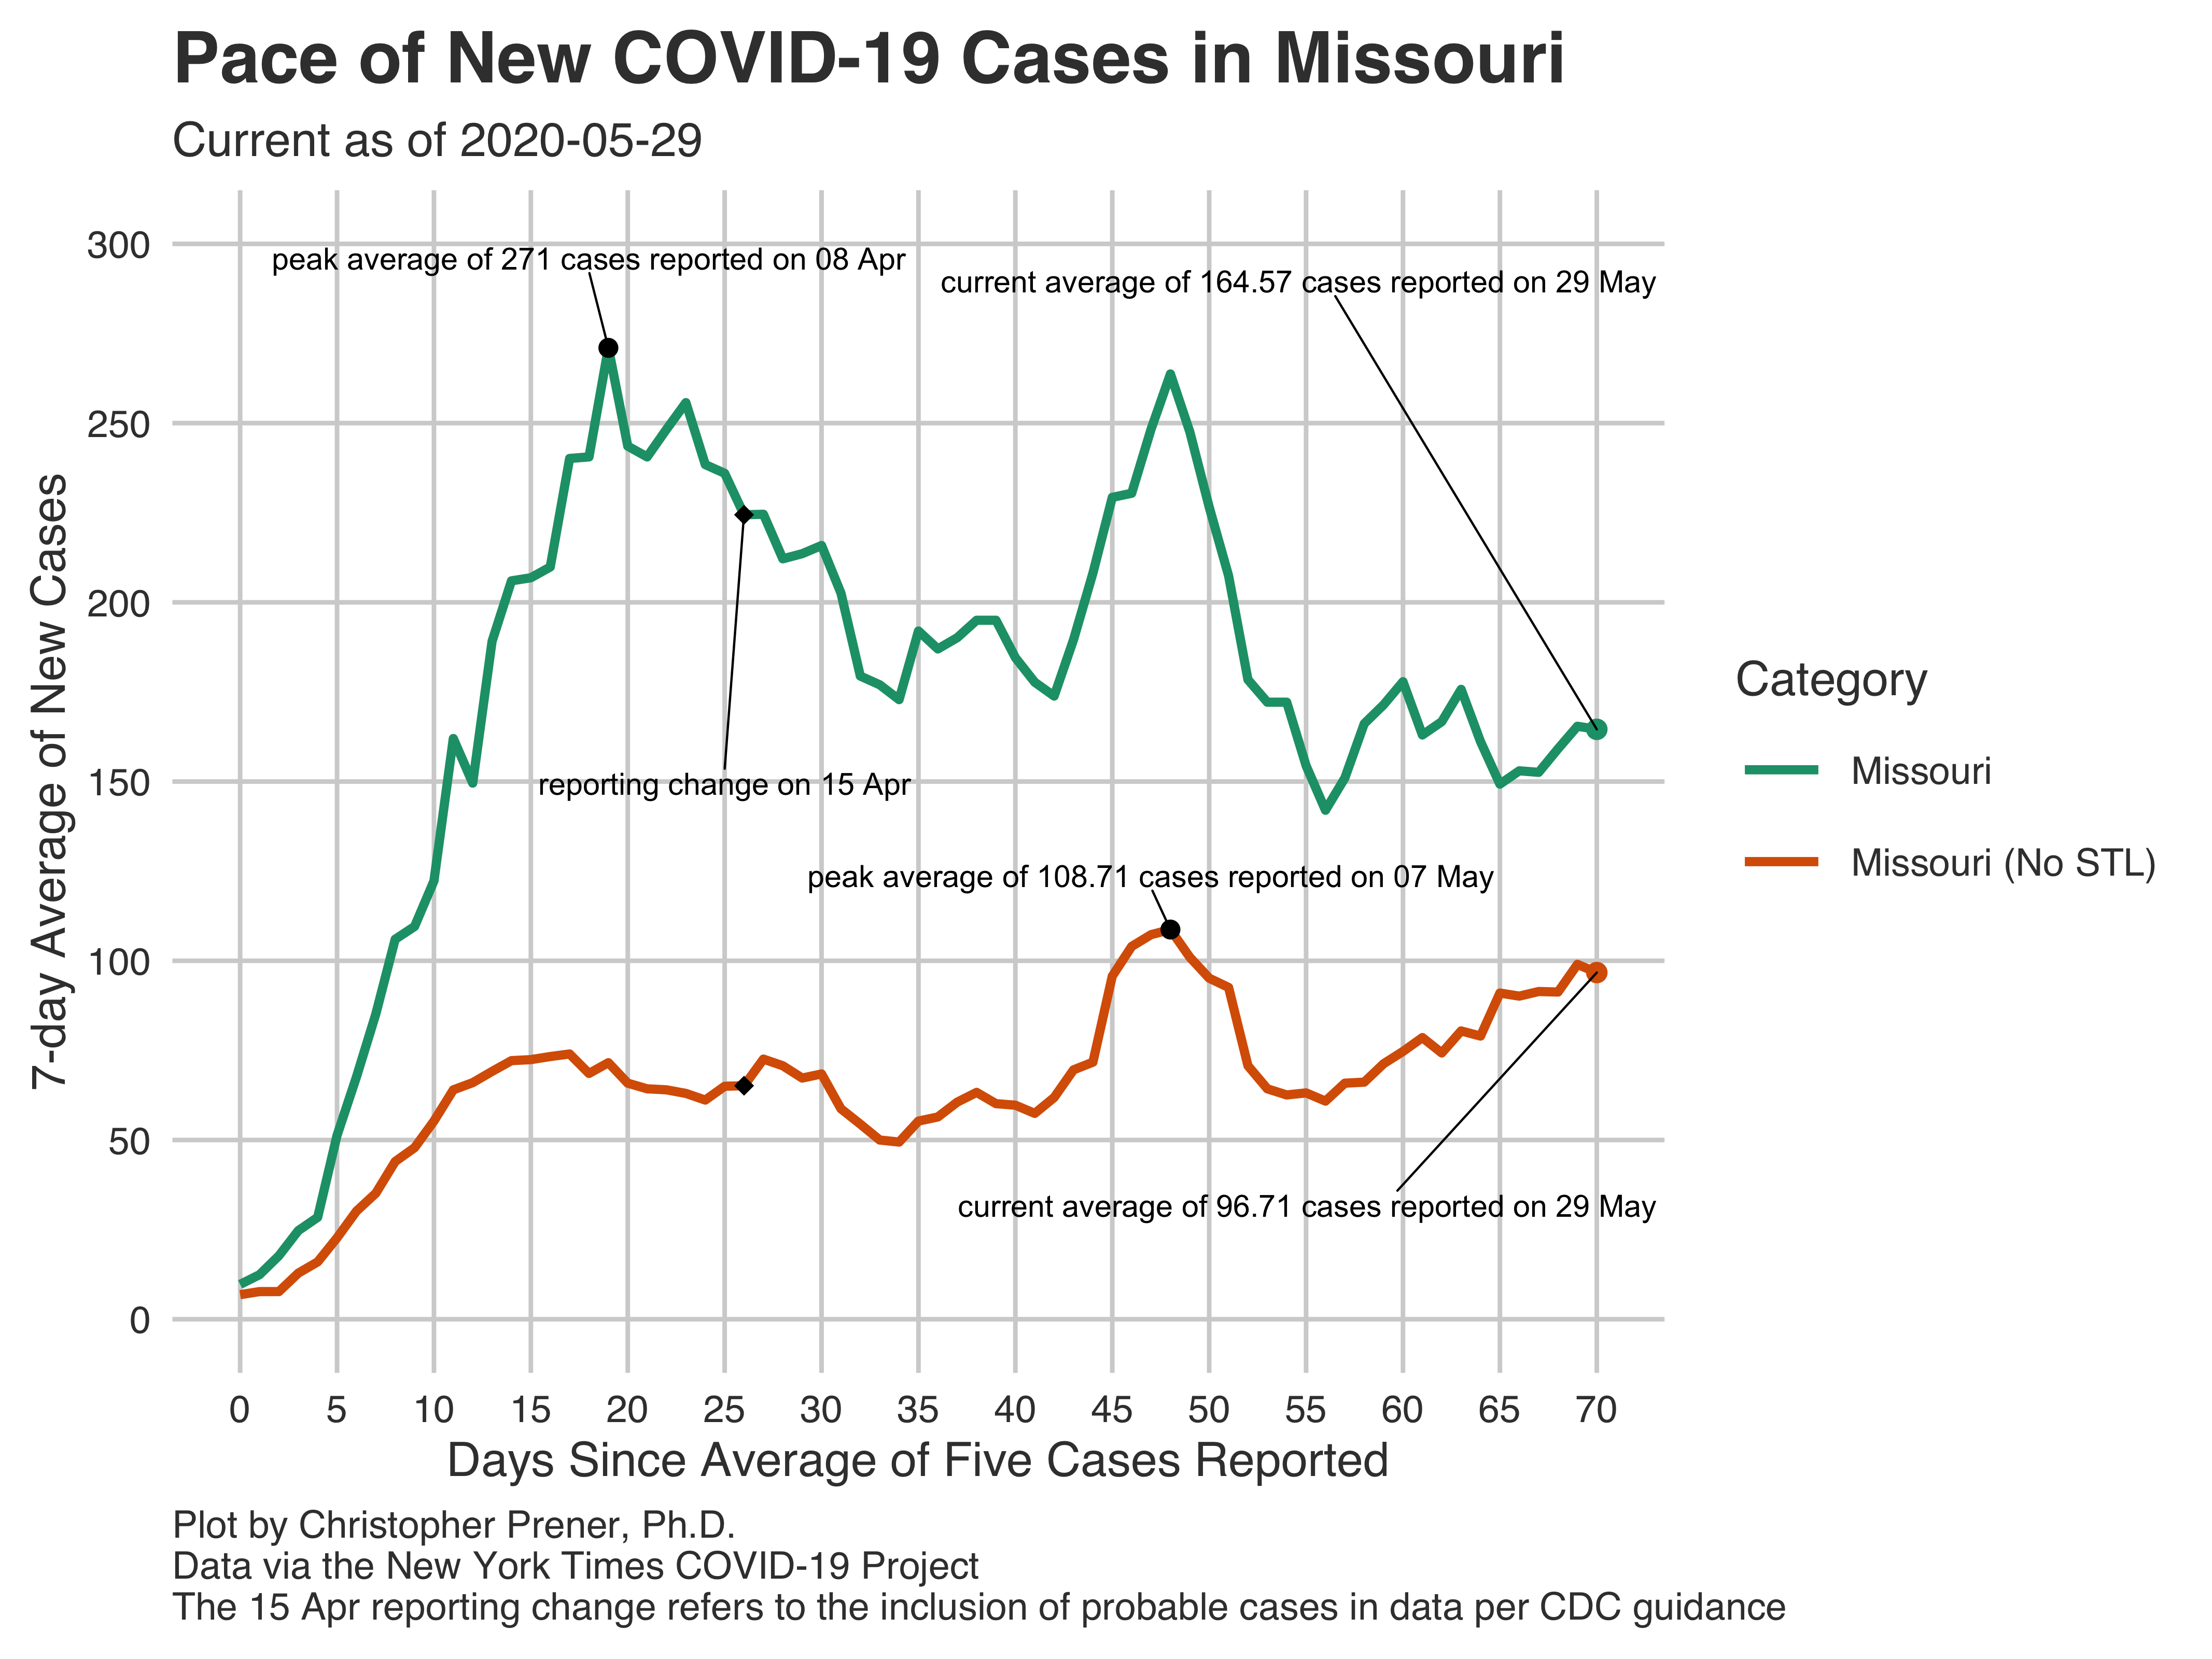 Pace of New COVID-19 Cases in Missouri
Current as of 2020-05-29
7-day Average of New Cases
300
250
200
150
100
50
0
peak average of 271 cases reported on 08 Apr
current average of 164.57 cases reported on 29 May
reporting change on 15 Apr
peak average of 108.71 cases reported on 07 May
current average of 96.71 cases reported on 29 May
0 5 10 15 20 25 30 35 40 45 50 55 60 65 70
Days Since Average of Five Cases Reported
Category
Missouri
Missouri (No STL)
Plot by Christopher Prener, Ph.D.
Data via the New York Times COVID-19 Project
The 15 Apr reporting change refers to the inclusion of probable cases in data per CDC guidance